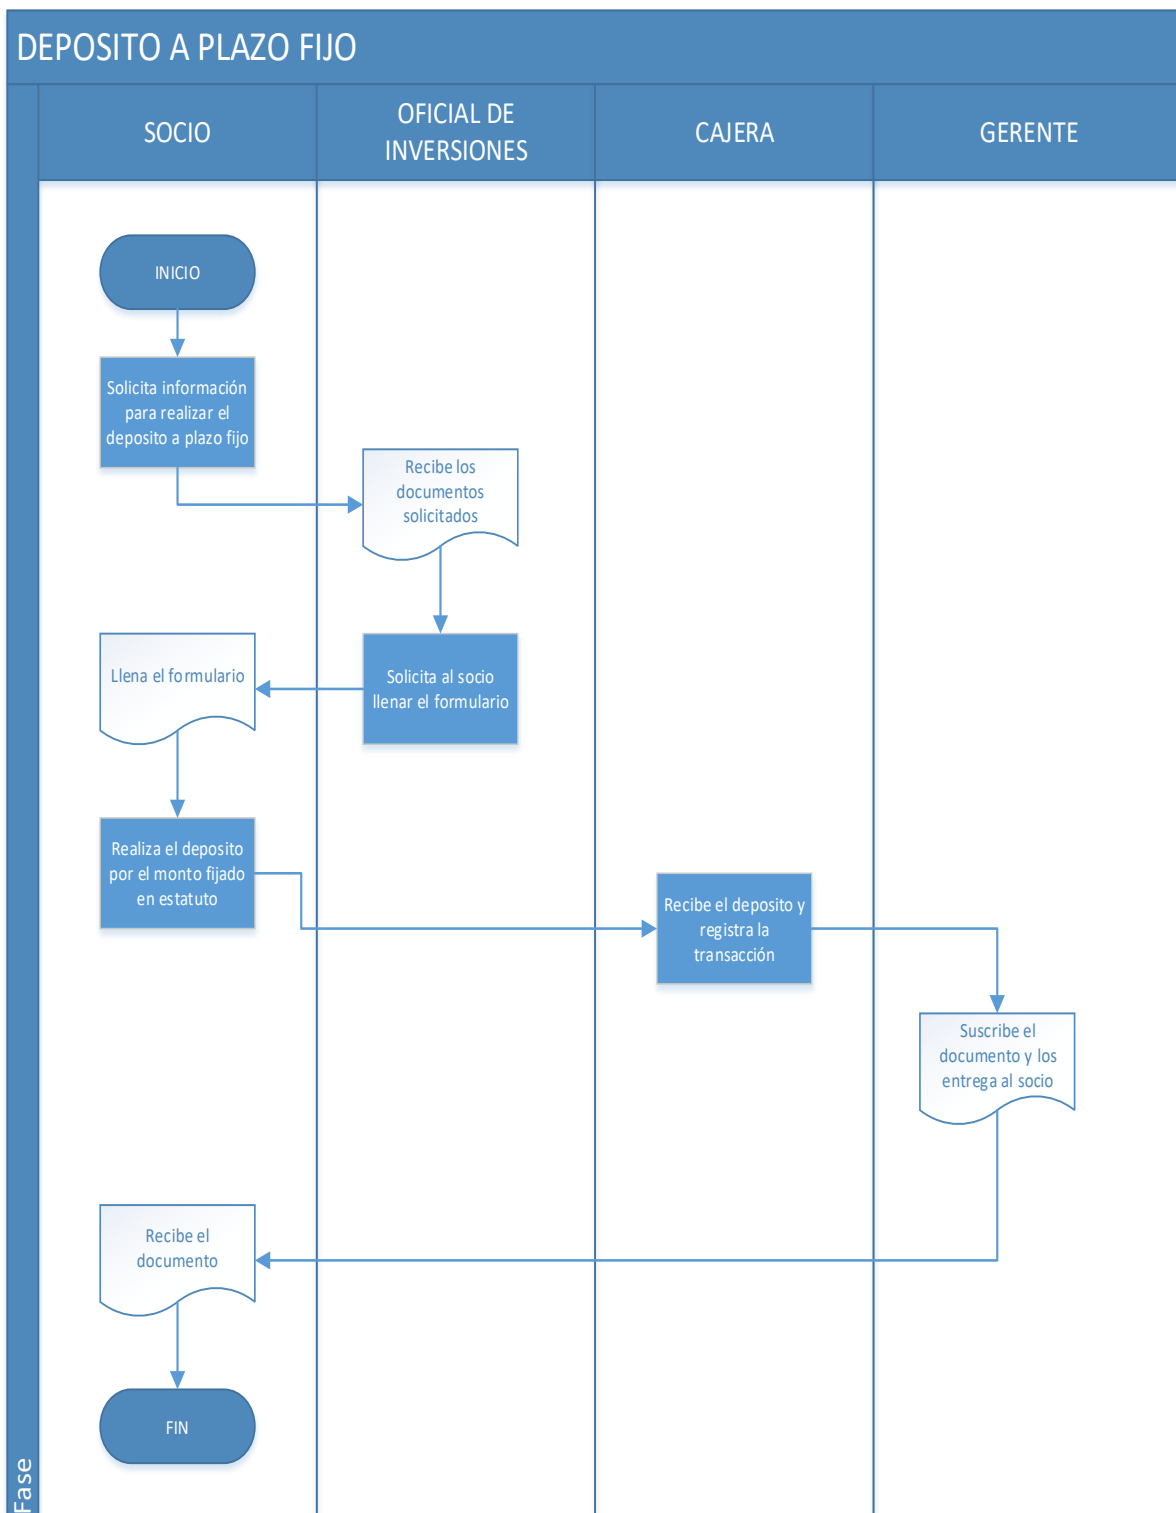 DEPOSITO A PLAZO FIJO
SOCIO
OFICIAL DE
INVERSIONES
CAJERA
GERENTE
INICIO
Solicita información
para realizar el
deposito a plazo fijo
Recibe los
documentos
solicitados
Solicita al socio
llenar el formulario
Llena el formulario
Realiza el deposito
por el monto fijado
en estatuto
Recibe el deposito y
registra la
transacción
Suscribe el
documento y los
entrega al socio
Recibe el
documento
FIN
Fase